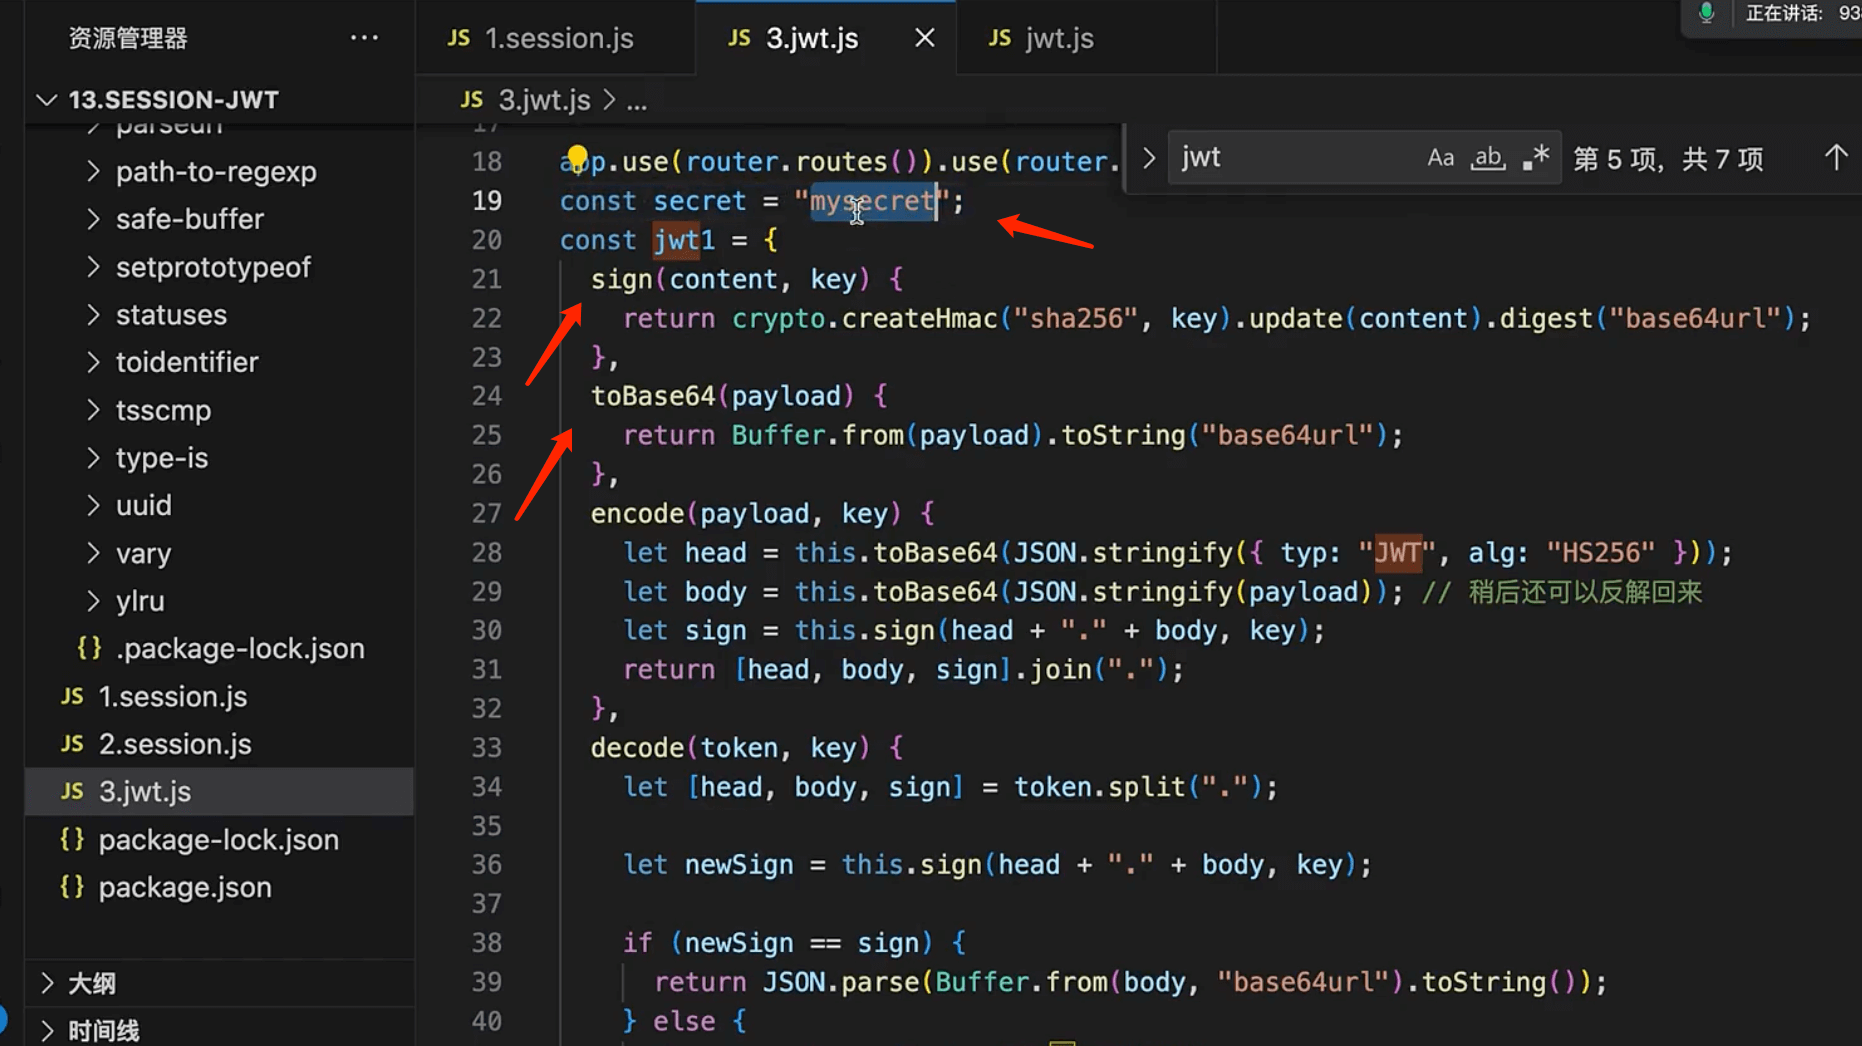 资源管理器 ...
JS 1.session.js
JS 3.jwt.js
JS jwt.js
正在讲话: 93
13.SESSION-JWT
parseurl
path-to-regexp
safe-buffer
setprototypeof
statuses
toidentifier
tsscmp
type-is
uuid
vary
ylru
{} .package-lock.json
JS 1.session.js
JS 2.session.js
JS 3.jwt.js
{} package-lock.json
{} package.json
大纲
时间线
JS 3.jwt.js > ...
jwt
Aa ab .*
第 5 项，共 7 项
17
18 app.use(router.routes()).use(router.
19 const secret = "mysecret";
20 const jwt1 = {
21 sign(content, key) {
22 return crypto.createHmac("sha256", key).update(content).digest("base64url");
23 },
24 toBase64(payload) {
25 return Buffer.from(payload).toString("base64url");
26 },
27 encode(payload, key) {
28 let head = this.toBase64(JSON.stringify({ typ: "JWT", alg: "HS256" }));
29 let body = this.toBase64(JSON.stringify(payload)); // 稍后还可以反解回来
30 let sign = this.sign(head + "." + body, key);
31 return [head, body, sign].join(".");
32 },
33 decode(token, key) {
34 let [head, body, sign] = token.split(".");
35
36 let newSign = this.sign(head + "." + body, key);
37
38 if (newSign == sign) {
39 return JSON.parse(Buffer.from(body, "base64url").toString());
40 } else {